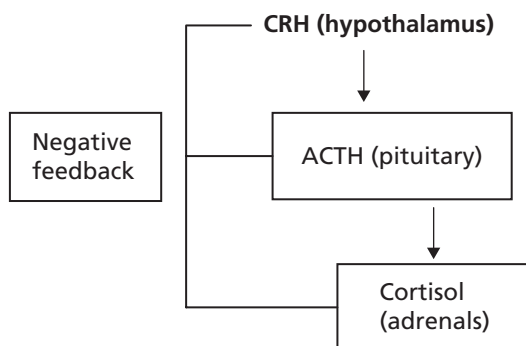 CRH (hypothalamus)
Negative
feedback
ACTH (pituitary)
Cortisol
(adrenals)